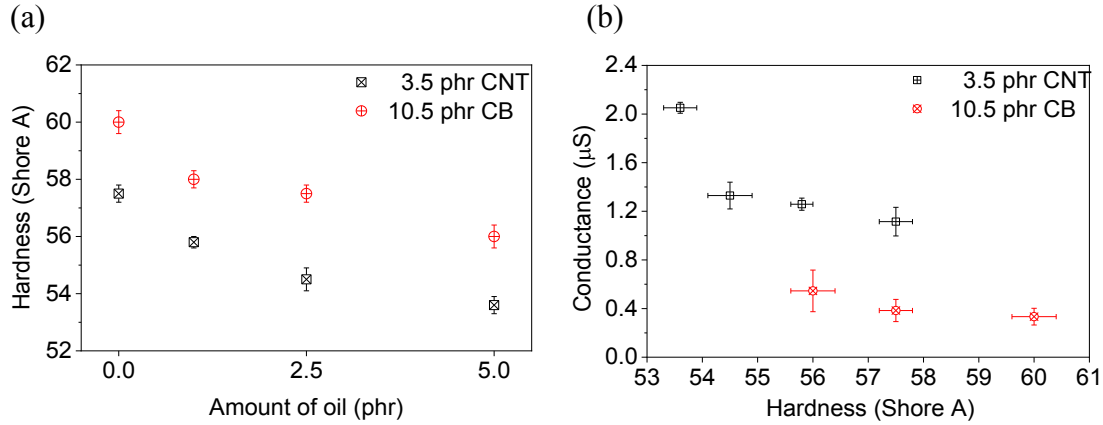 (a)
62
60
58
56
54
52
Hardness (Shore A)
3.5 phr CNT
10.5 phr CB
0.0
2.5
5.0
Amount of oil (phr)
(b)
2.4
2.0
1.6
1.2
0.8
0.4
0.0
Conductance (μS)
3.5 phr CNT
10.5 phr CB
53
54
55
56
57
58
59
60
61
Hardness (Shore A)